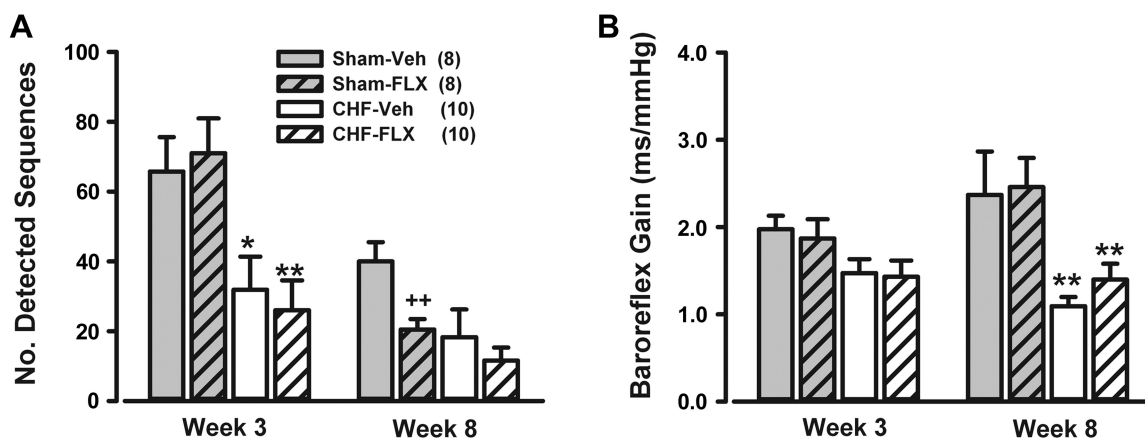 A
No. Detected Sequences
100
80
60
40
20
0
Sham-Veh (8)
Sham-FLX (8)
CHF-Veh (10)
CHF-FLX (10)
*
**
++
Week 3 Week 8
B
Baroreflex Gain (ms/mmHg)
4.0
3.0
2.0
1.0
0.0
**
**
Week 3 Week 8